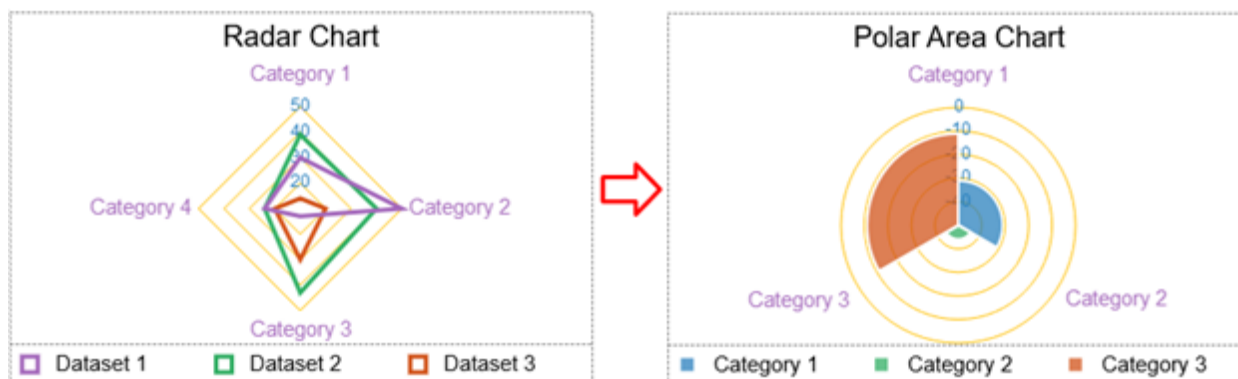 Radar Chart
Category 1
50
40
30
20
Category 4
Category 2
Category 3
Dataset 1 Dataset 2 Dataset 3
Polar Area Chart
Category 1
0
-10
Category 3
Category 2
Category 1 Category 2 Category 3